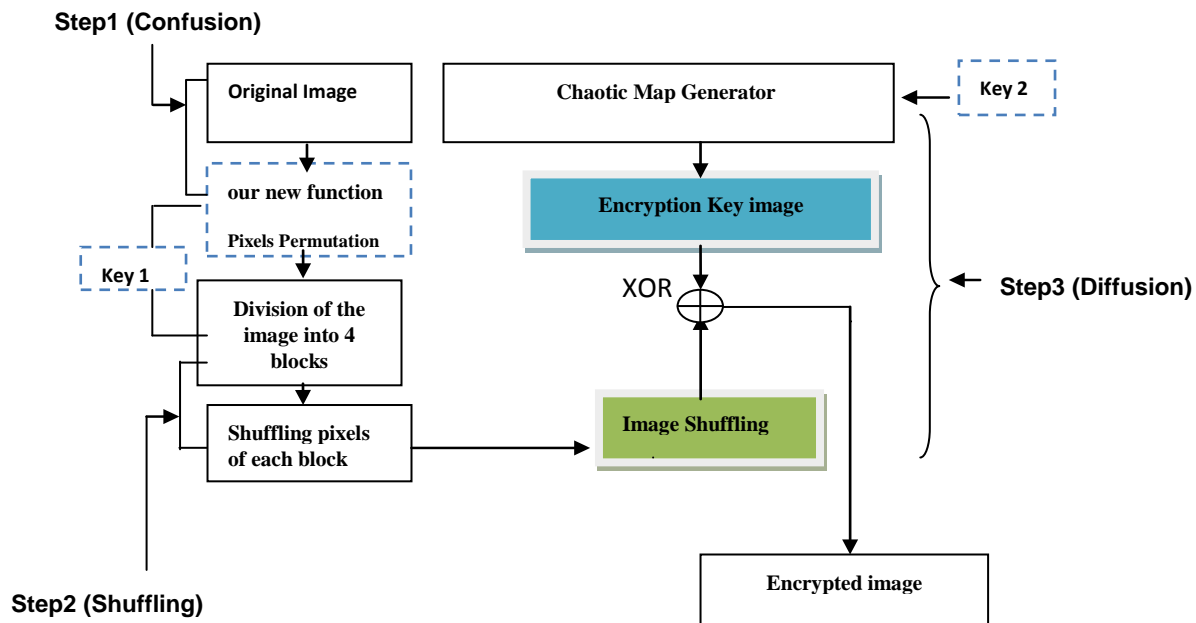 Step1 (Confusion)
Original Image
Chaotic Map Generator
Key 2
our new function
Pixels Permutation
Encryption Key image
Key 1
XOR
Step3 (Diffusion)
Division of the
image into 4
blocks
Shuffling pixels
of each block
Image Shuffling
Encrypted image
Step2 (Shuffling)